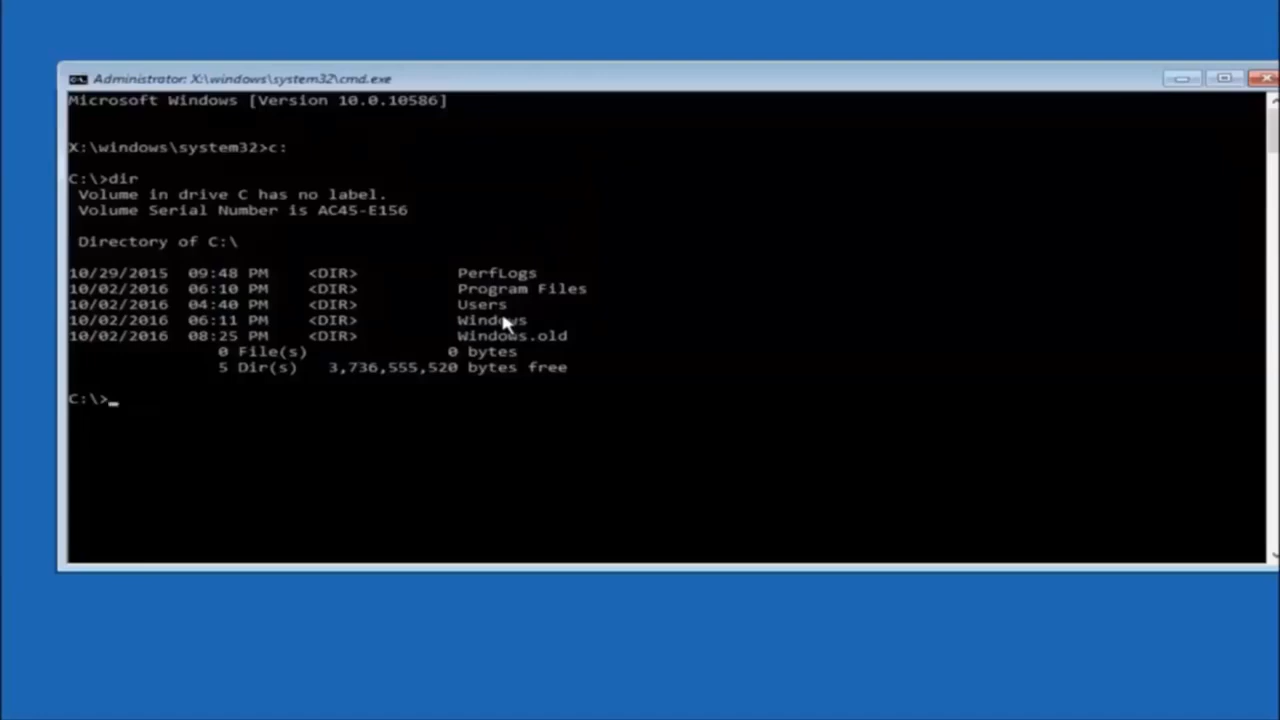 Administrator: X:\windows\system32\cmd.exe
Microsoft Windows [Version 10.0.10586]
X:\windows\system32>c:
C:\>dir
Volume in drive C has no label.
Volume Serial Number is AC45-E156
Directory of C:\
10/29/2015  09:48 PM    <DIR>          PerfLogs
10/02/2016  06:10 PM    <DIR>          Program Files
10/02/2016  04:40 PM    <DIR>          Users
10/02/2016  06:11 PM    <DIR>          Windows
10/02/2016  08:25 PM    <DIR>          Windows.old
0 File(s)              0 bytes
5 Dir(s)   3,736,555,520 bytes free
C:\>_